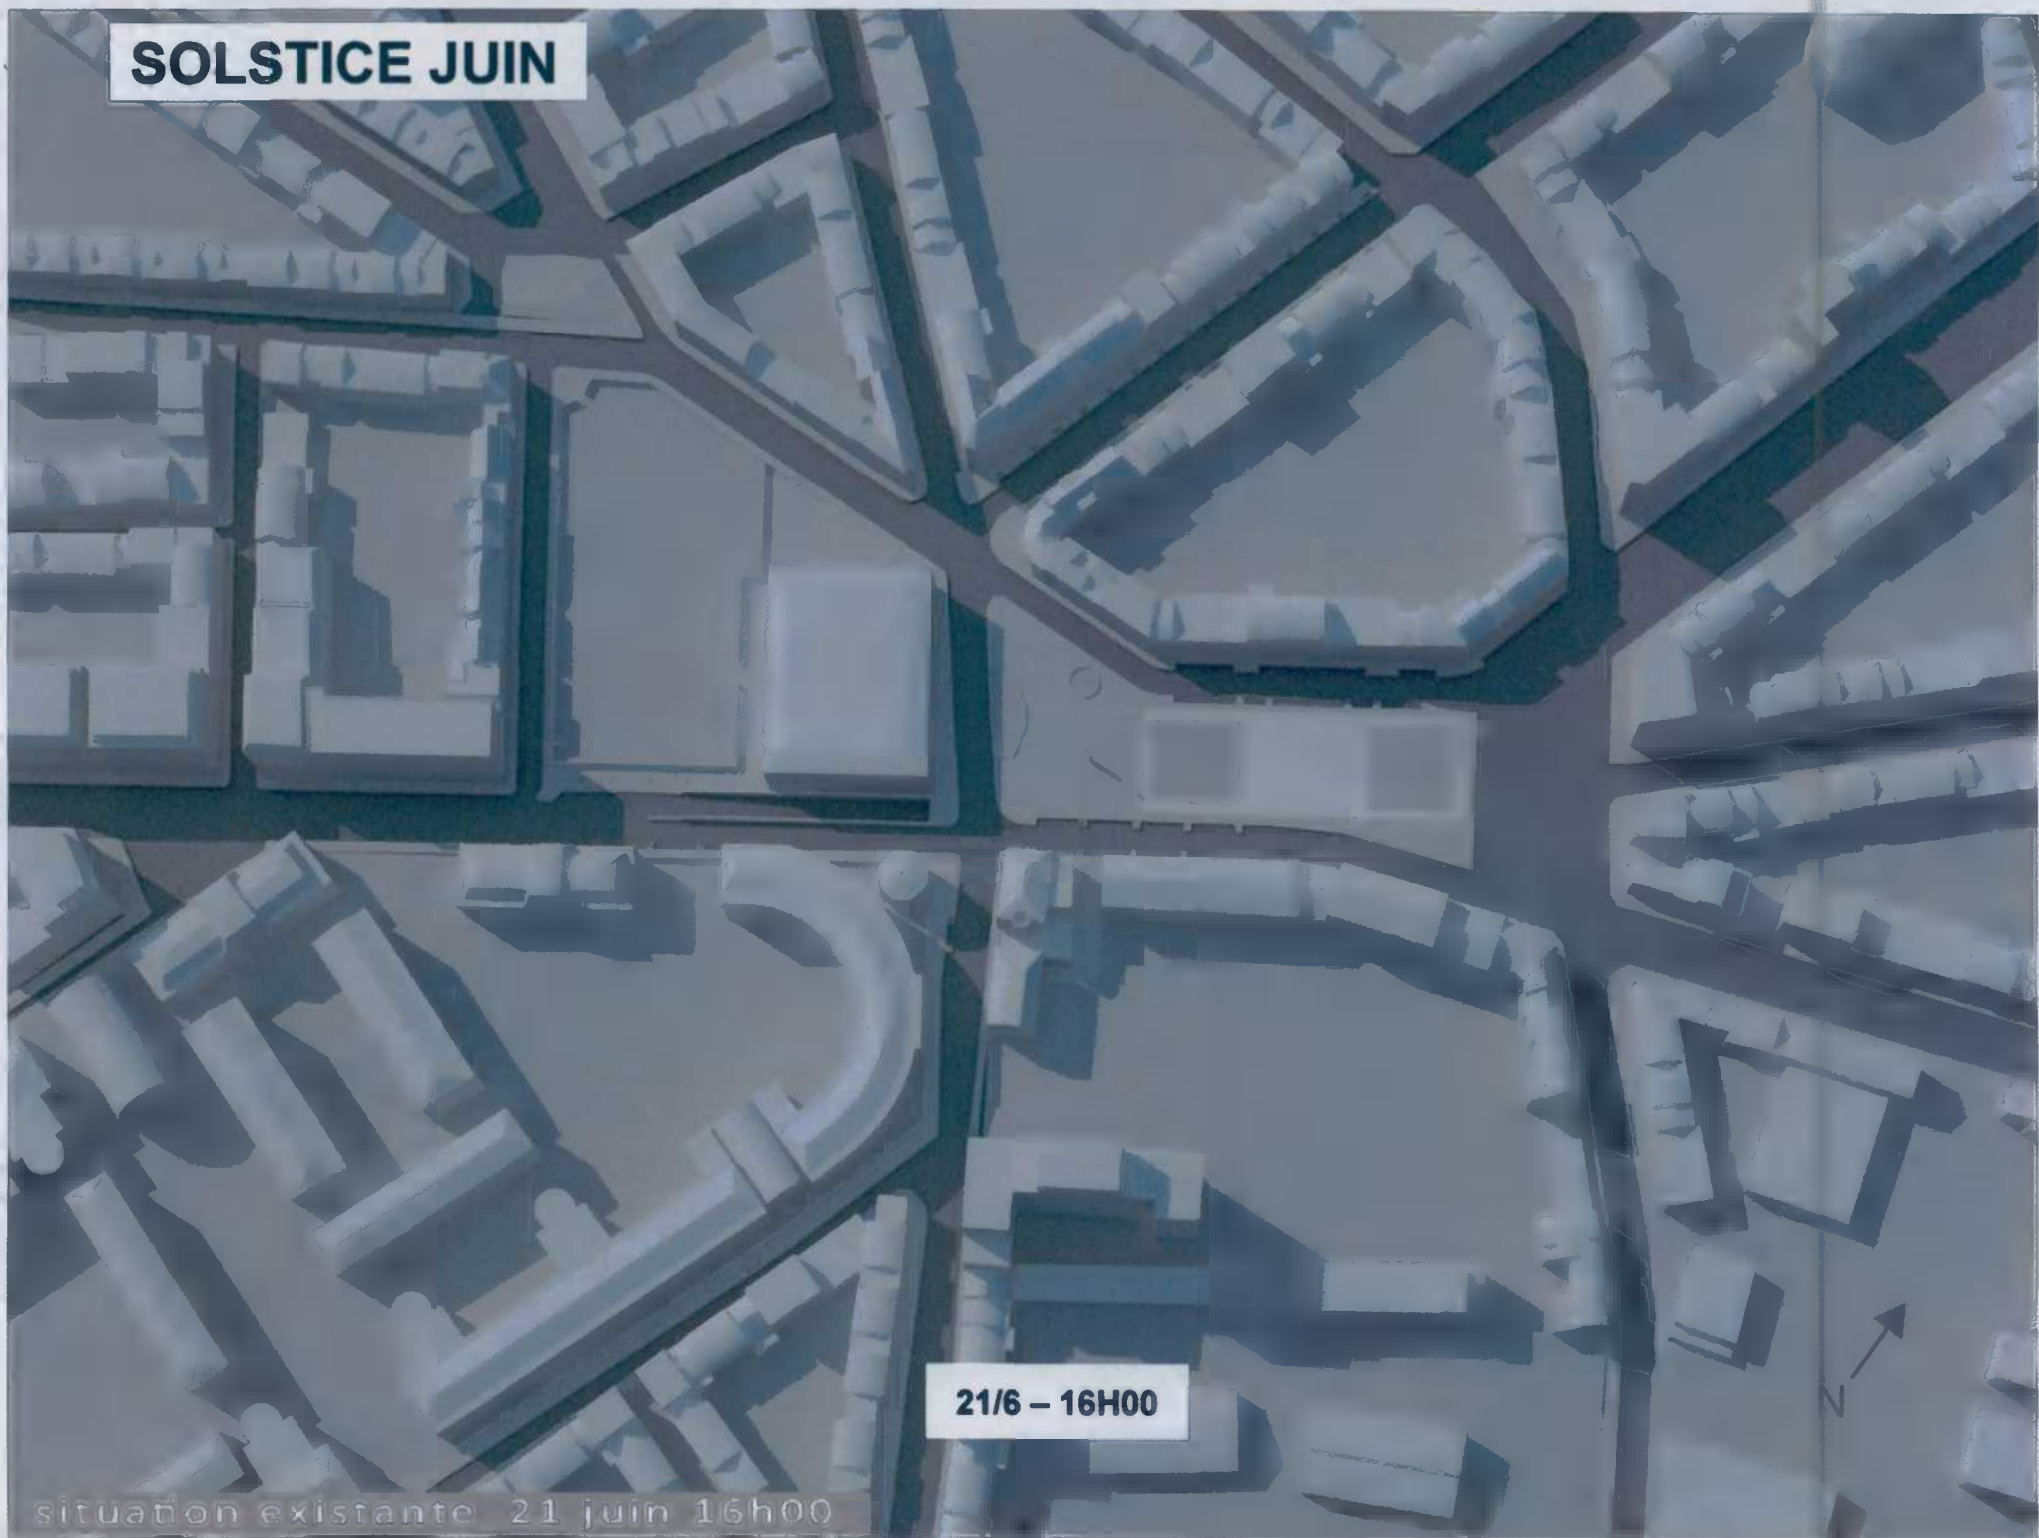 SOLSTICE JUIN
21/6 – 16H00
N
situation existante 21 juin 16h00